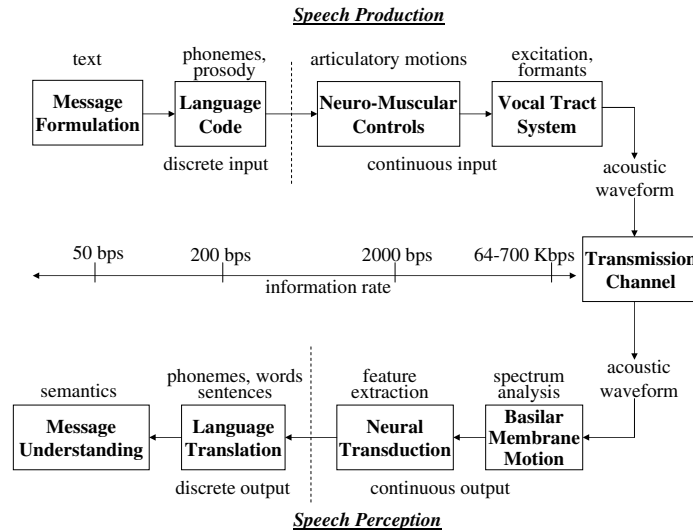 Speech Production
text
phonemes,
prosody
articulatory motions
excitation,
formants
Message
Formulation
Language
Code
Neuro-Muscular
Controls
Vocal Tract
System
discrete input
continuous input
acoustic
waveform
50 bps
200 bps
2000 bps
64-700 Kbps
information rate
Transmission
Channel
acoustic
waveform
semantics
phonemes, words
sentences
feature
extraction
spectrum
analysis
Message
Understanding
Language
Translation
Neural
Transduction
Basilar
Membrane
Motion
discrete output
continuous output
Speech Perception